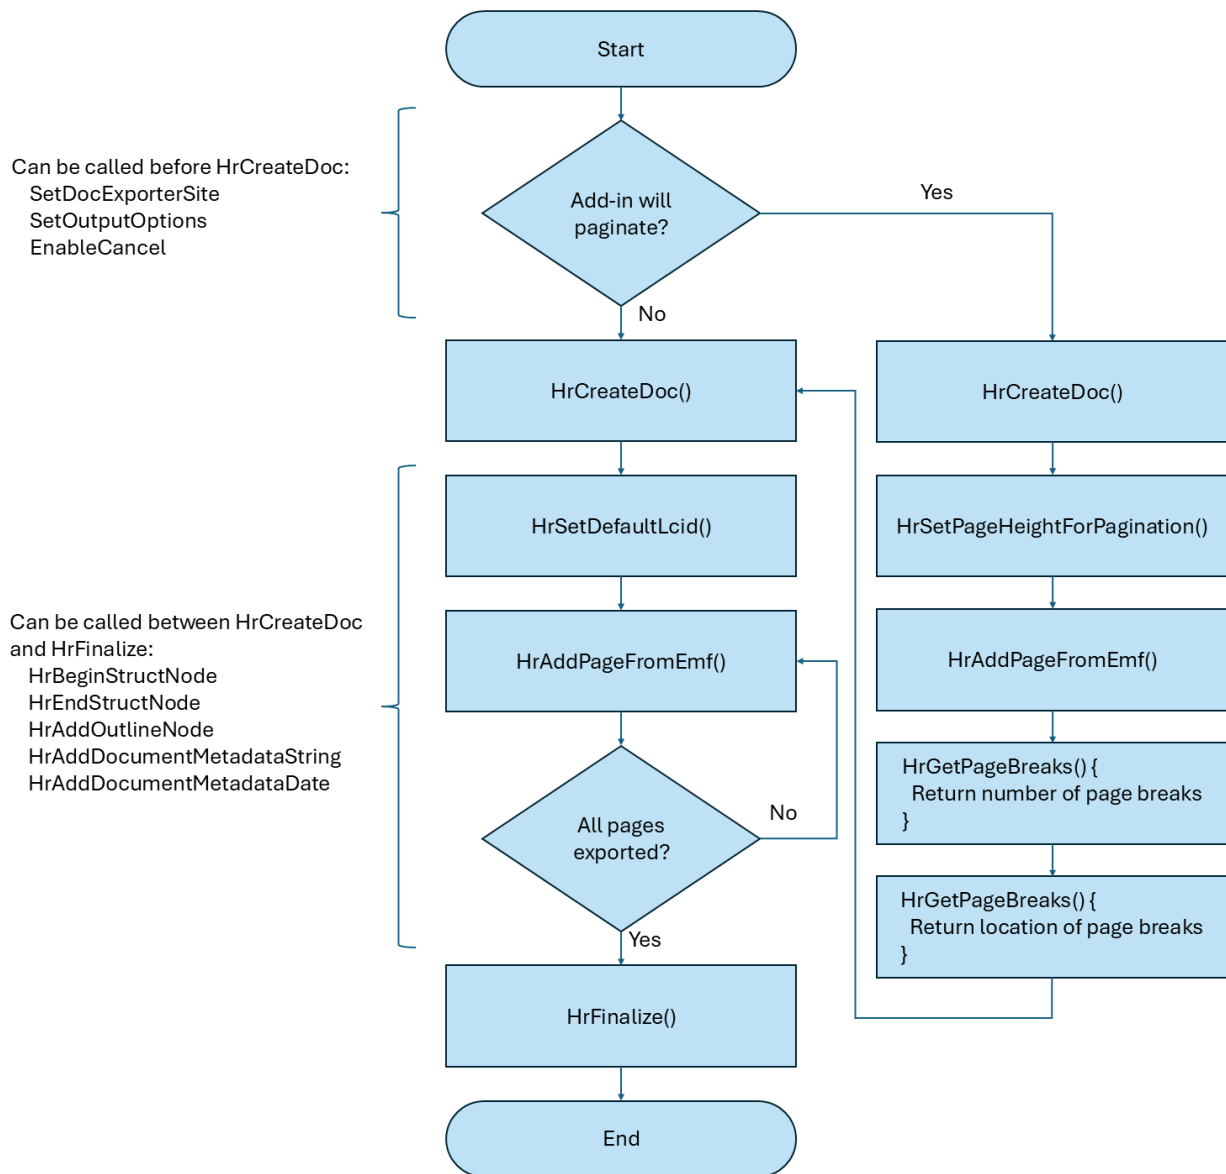 Start
Can be called before HrCreateDoc:
SetDocExporterSite
SetOutputOptions
EnableCancel
Add-in will
paginate?
Yes
No
HrCreateDoc()
HrCreateDoc()
HrSetDefaultLcid()
HrSetPageHeightForPagination()
Can be called between HrCreateDoc
and HrFinalize:
HrBeginStructNode
HrEndStructNode
HrAddOutlineNode
HrAddDocumentMetadataString
HrAddDocumentMetadataDate
HrAddPageFromEmf()
HrAddPageFromEmf()
HrGetPageBreaks() {
Return number of page breaks
}
All pages
exported?
No
Yes
HrGetPageBreaks() {
Return location of page breaks
}
HrFinalize()
End